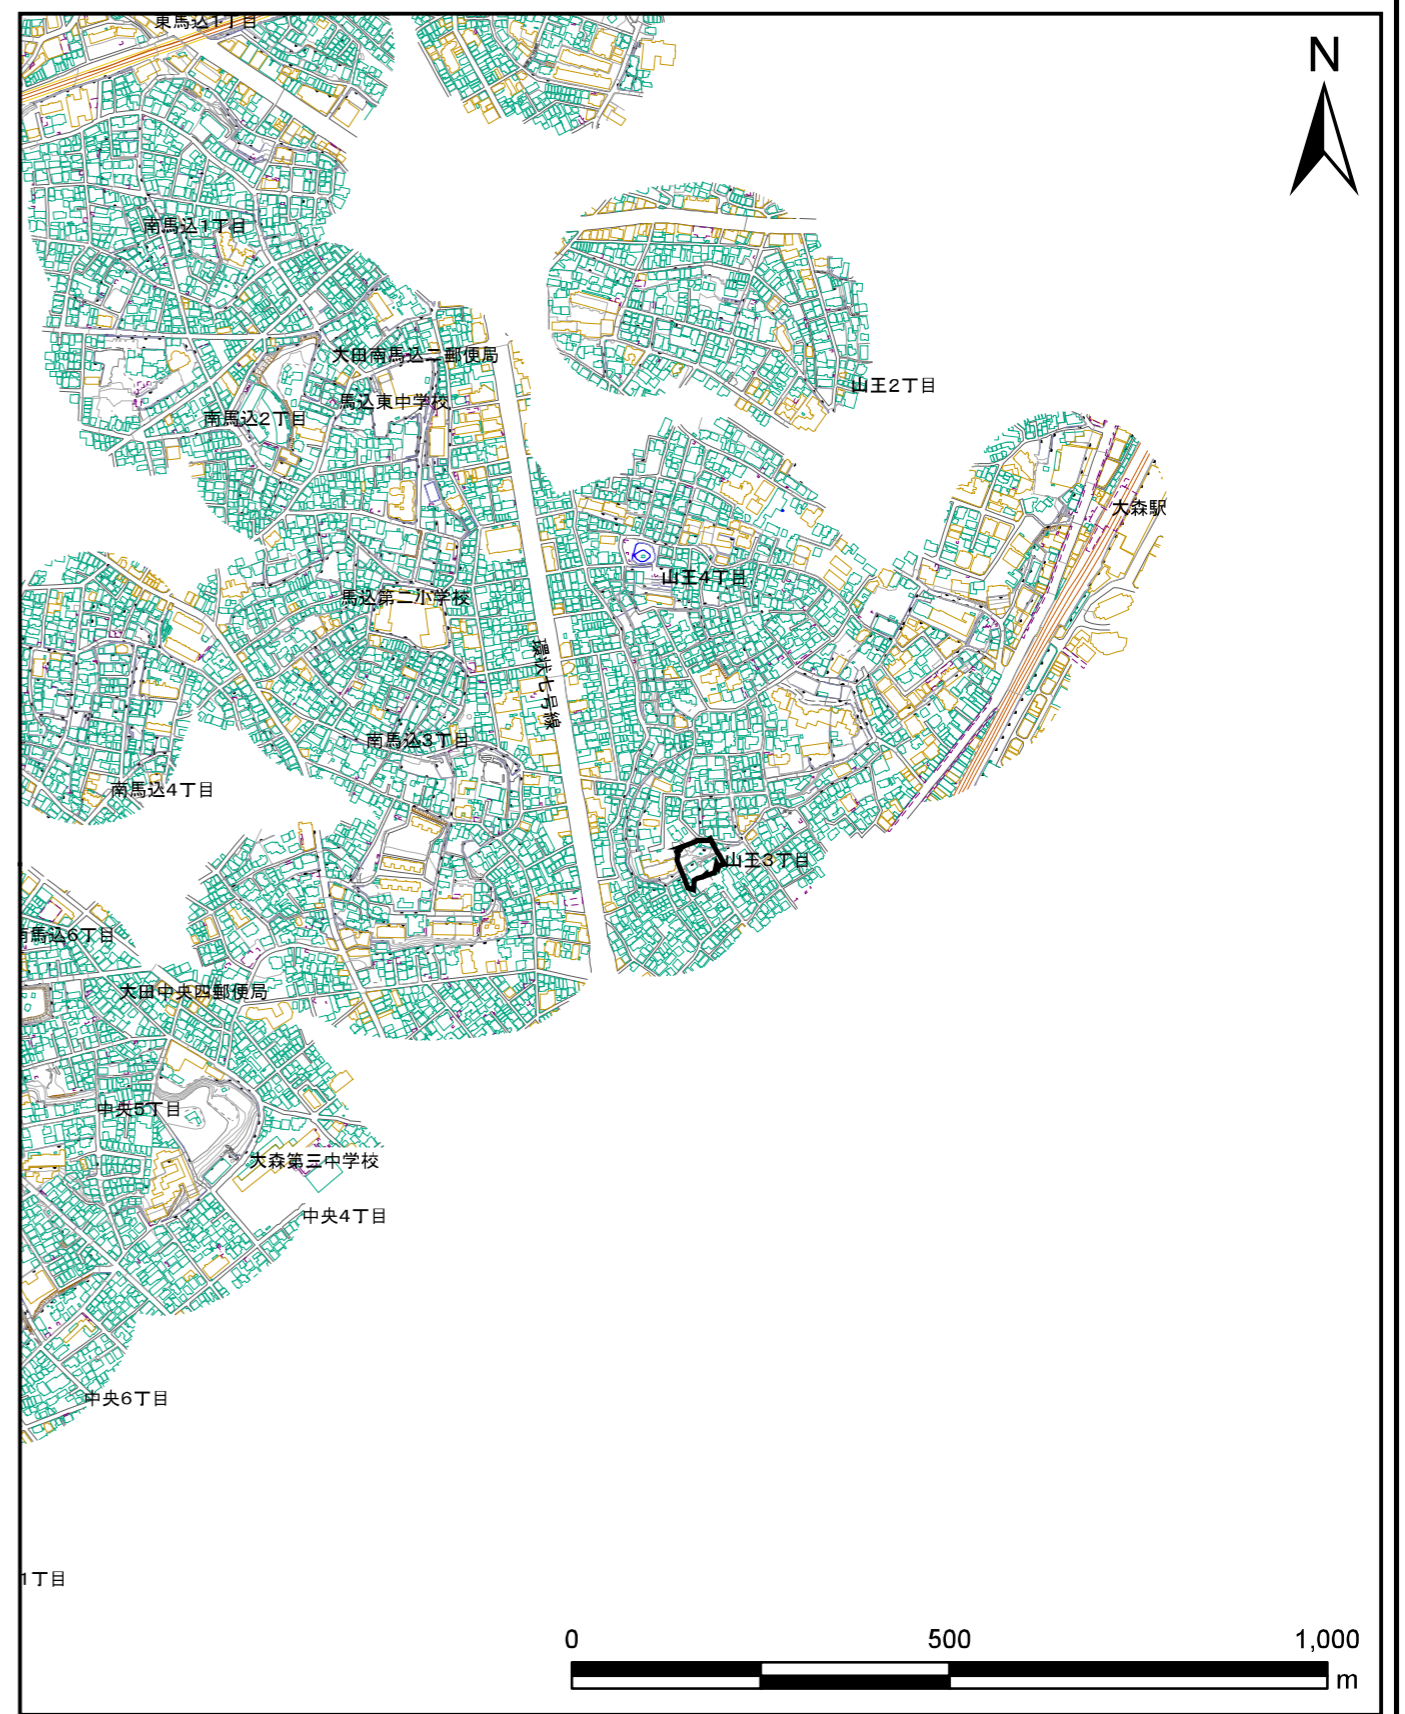 東馬込1丁目
N
南馬込1丁目
大田南馬込二郵便局
山王2丁目
馬込東中学校
南馬込2丁目
大森駅
山王4丁目
馬込第二小学校
環状七号線
南馬込3丁目
南馬込4丁目
山王3丁目
南馬込6丁目
大田中央四郵便局
中央5丁目
大森第三中学校
中央4丁目
中央6丁目
1丁目
0 500 1,000
m